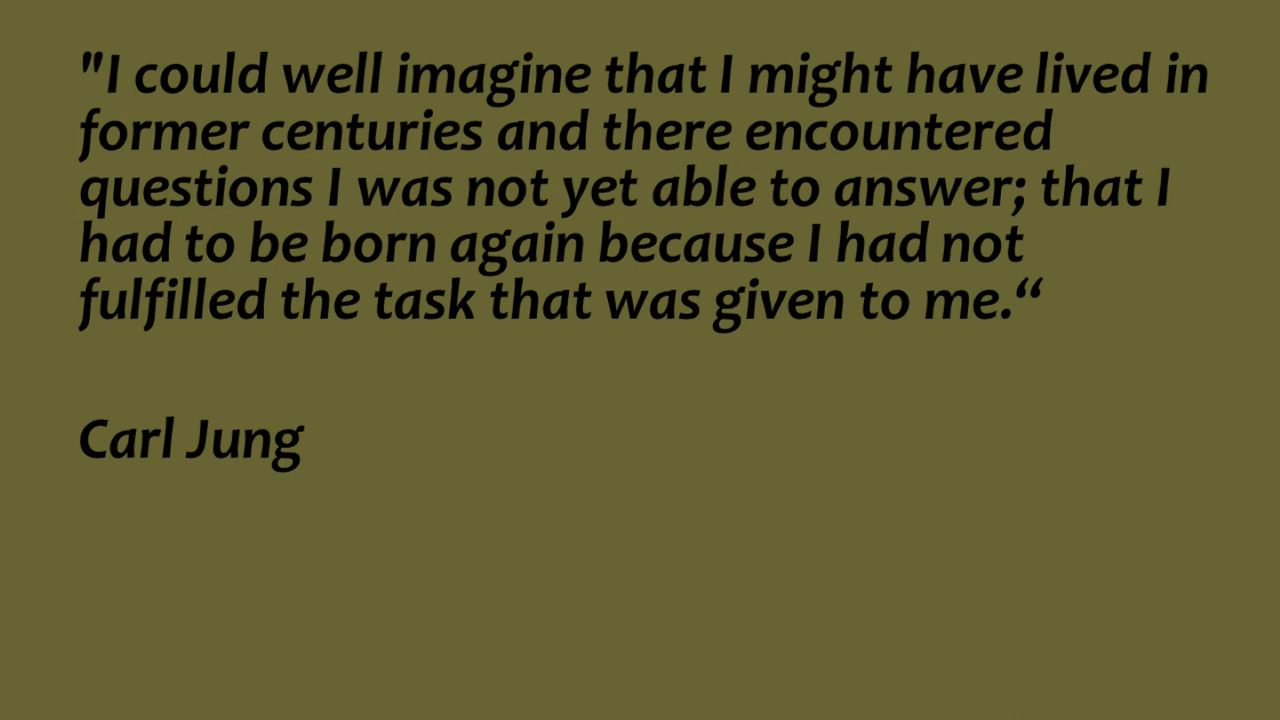 "I could well imagine that I might have lived in
former centuries and there encountered
questions I was not yet able to answer; that I
had to be born again because I had not
fulfilled the task that was given to me.“
Carl Jung